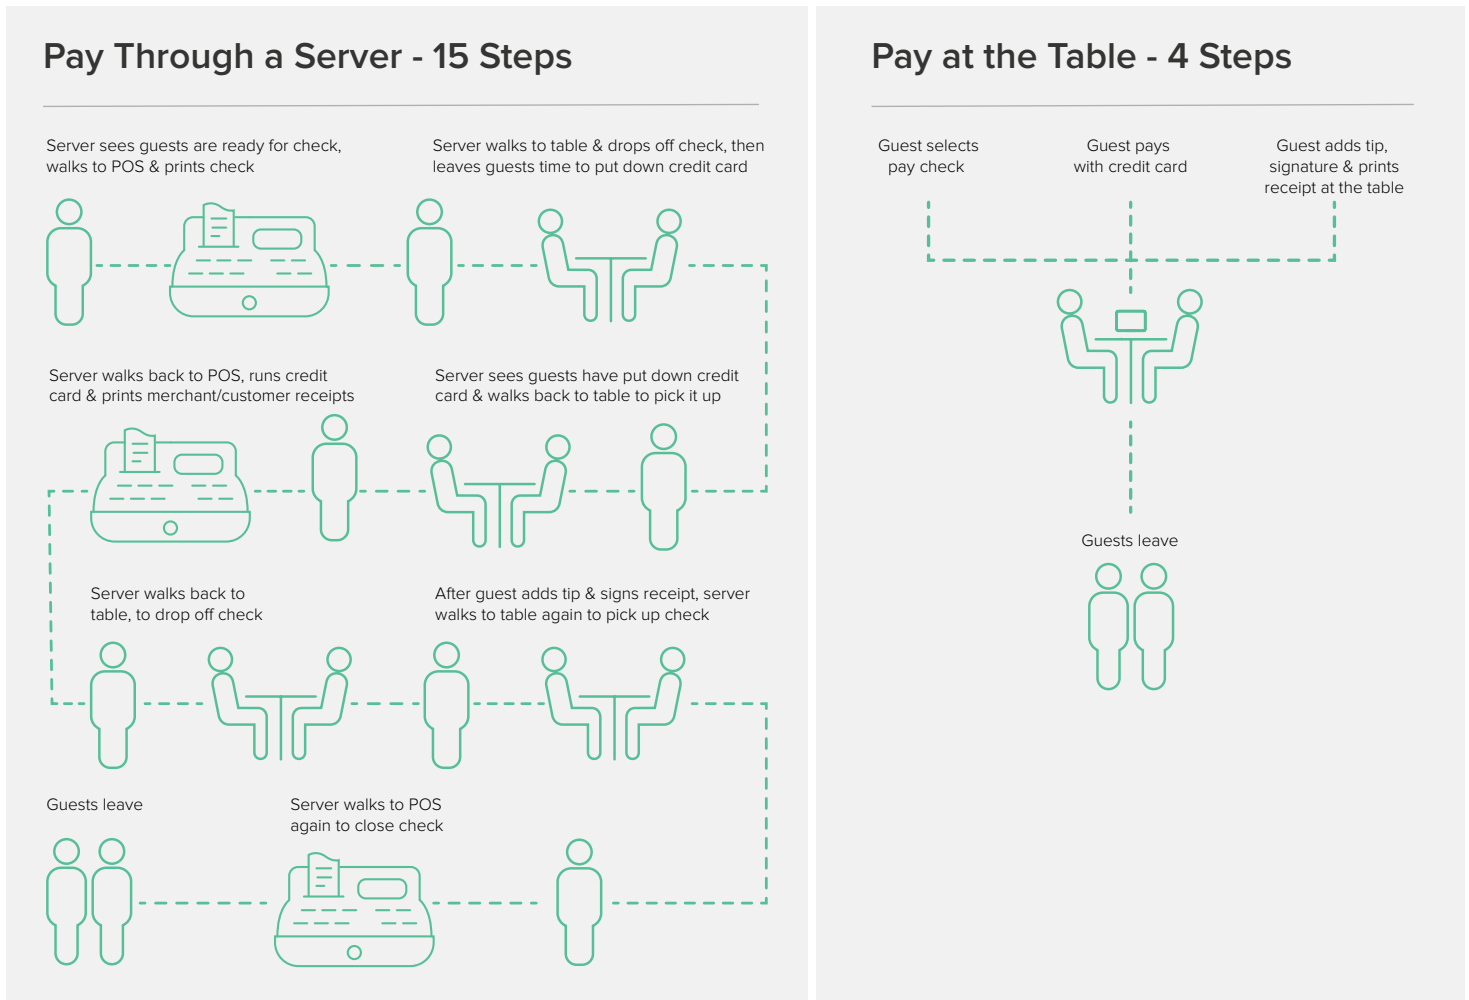 Pay Through a Server - 15 Steps
Server sees guests are ready for check,
walks to POS & prints check
Server walks to table & drops off check, then
leaves guests time to put down credit card
Server walks back to POS, runs credit
card & prints merchant/customer receipts
Server sees guests have put down credit
card & walks back to table to pick it up
Server walks back to
table, to drop off check
After guest adds tip & signs receipt, server
walks to table again to pick up check
Guests leave
Server walks to POS
again to close check
Pay at the Table - 4 Steps
Guest selects
pay check
Guest pays
with credit card
Guest adds tip,
signature & prints
receipt at the table
Guests leave